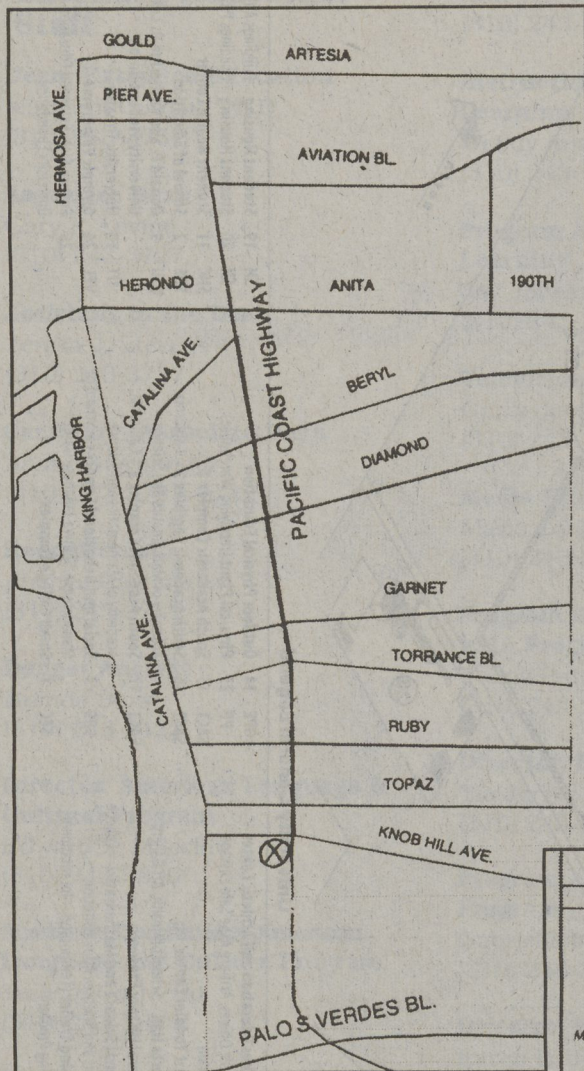 GOULD
ARTESIA
HERMOSA AVE.
PIER AVE.
AVIATION BL.
HERONDO
ANITA
190TH
PACIFIC COAST HIGHWAY
CATALINA AVE.
BERYL
KING HARBOR
DIAMOND
GARNET
CATALINA AVE.
TORRANCE BL.
RUBY
TOPAZ
KNOB HILL AVE.
PALOS VERDES BL.
M